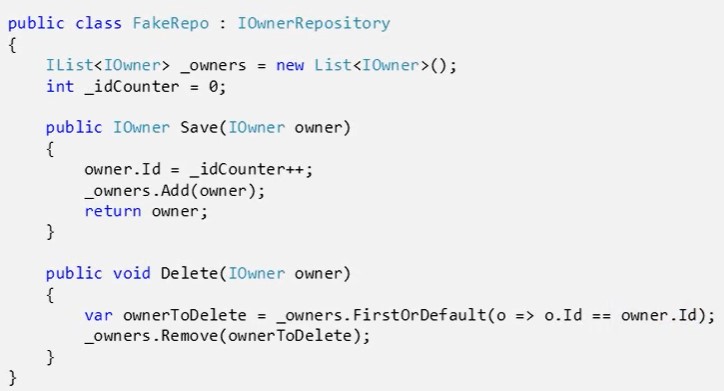 public class FakeRepo : IOwnerRepository
{
    IList<IOwner> _owners = new List<IOwner>();
    int _idCounter = 0;

    public IOwner Save(IOwner owner)
    {
        owner.Id = _idCounter++;
        _owners.Add(owner);
        return owner;
    }

    public void Delete(IOwner owner)
    {
        var ownerToDelete = _owners.FirstOrDefault(o => o.Id == owner.Id);
        _owners.Remove(ownerToDelete);
    }
}